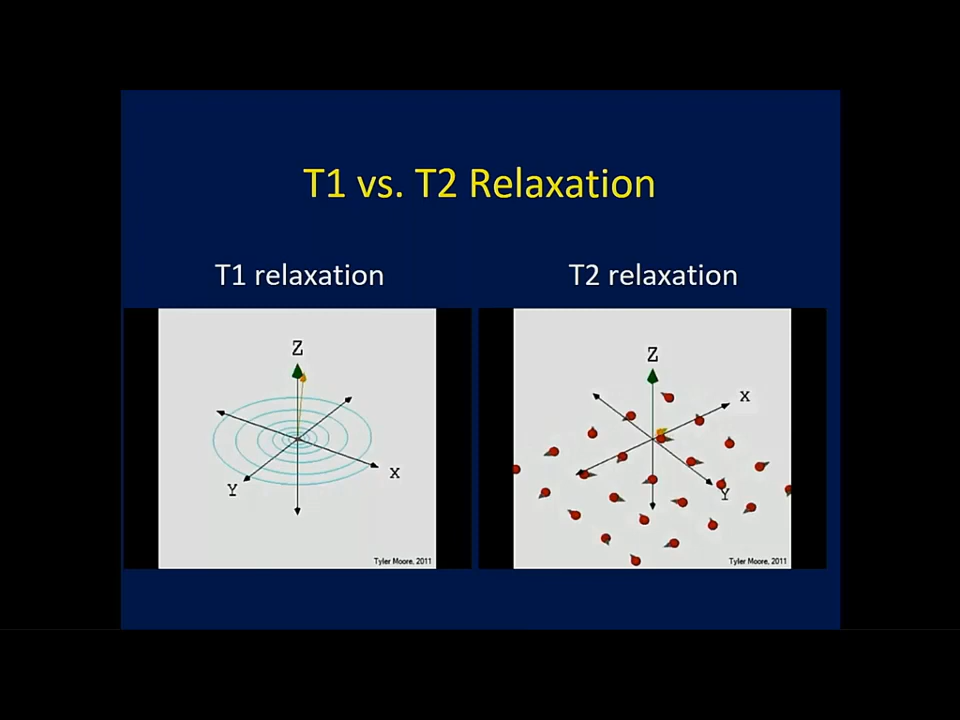 T1 vs. T2 Relaxation
T1 relaxation
T2 relaxation
Z
X
Y
Tyler Moore, 2011
Z
X
Y
Tyler Moore, 2011